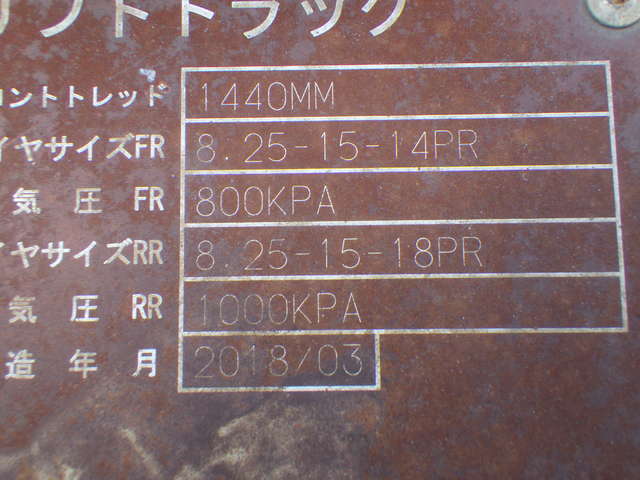 フトトラック
ロントトレッド 1440MM
イヤサイズFR 8.25-15-14PR
気圧 FR 800KPA
イヤサイズRR 8.25-15-18PR
気圧 RR 1000KPA
造年月 2018/03